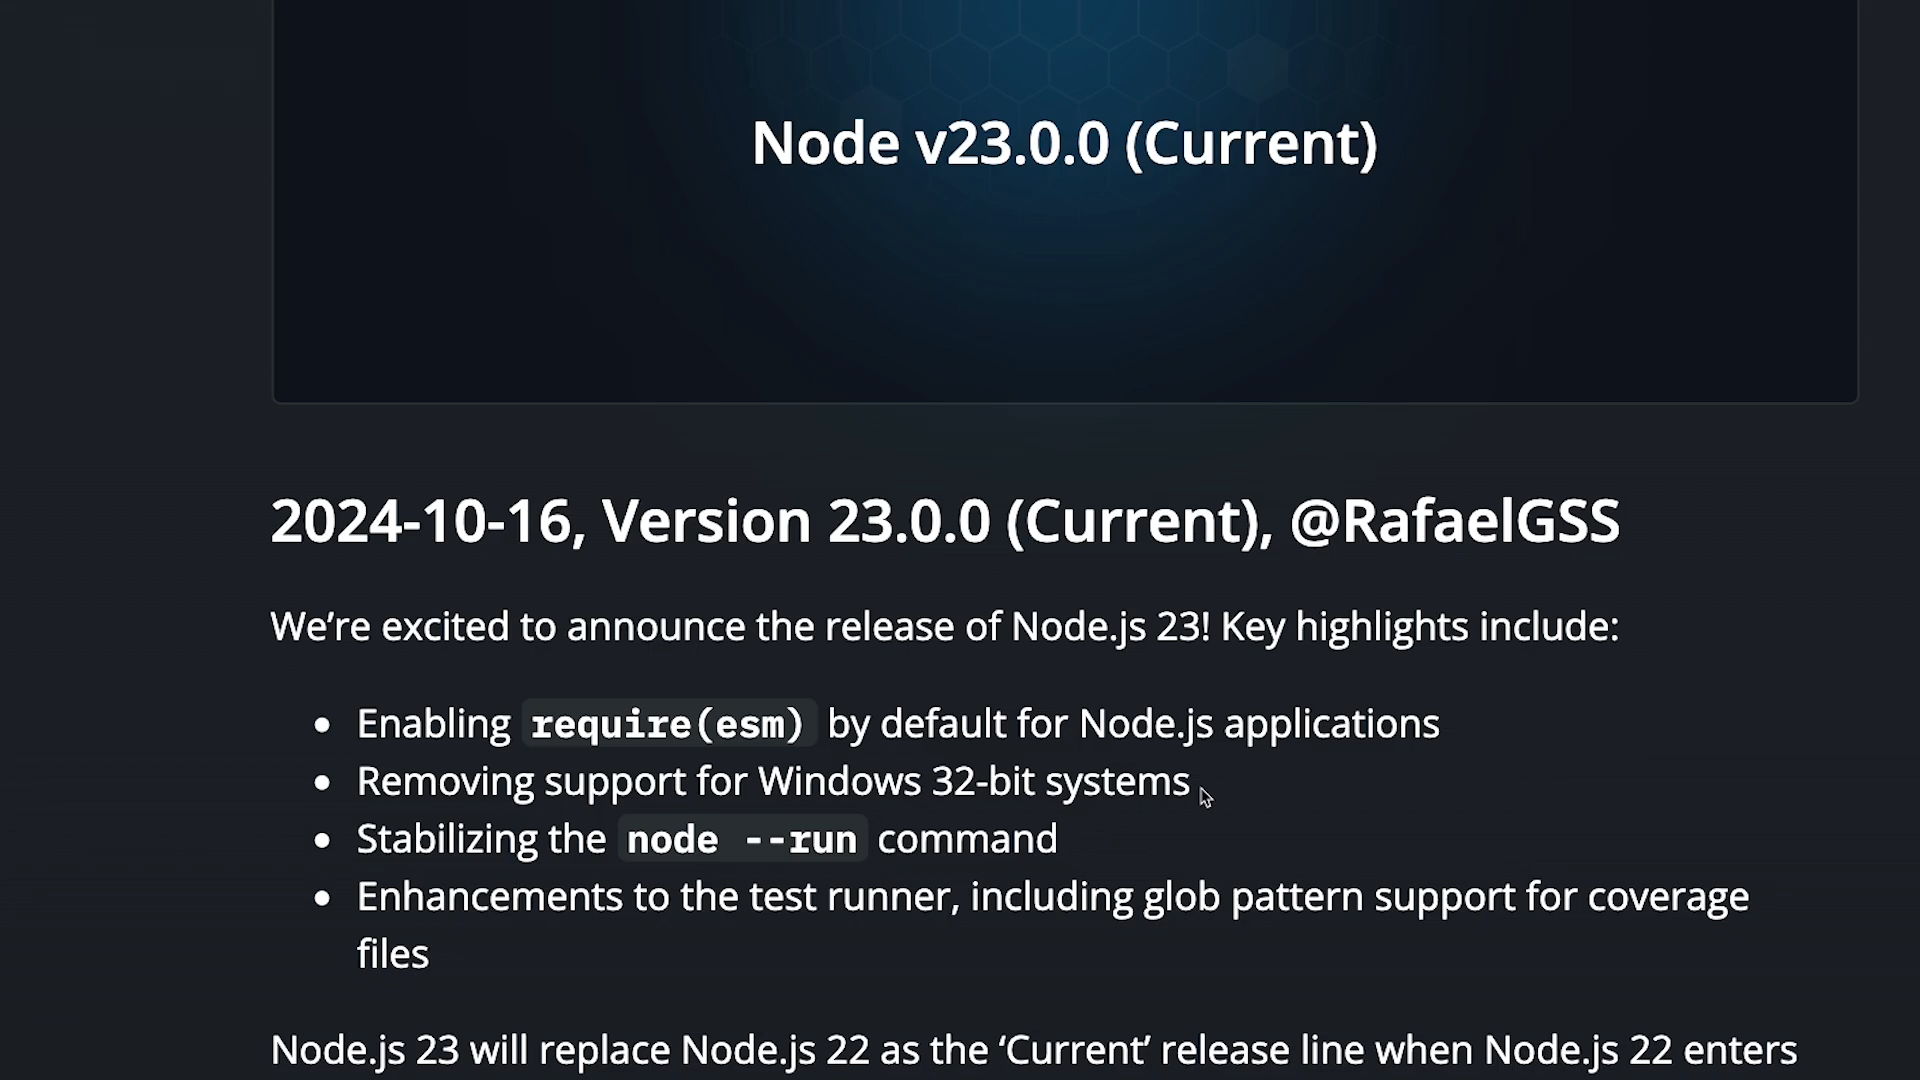 Node v23.0.0 (Current)
2024-10-16, Version 23.0.0 (Current), @RafaelGSS
We’re excited to announce the release of Node.js 23! Key highlights include:
• Enabling require(esm) by default for Node.js applications
• Removing support for Windows 32-bit systems
• Stabilizing the node --run command
• Enhancements to the test runner, including glob pattern support for coverage
files
Node.js 23 will replace Node.js 22 as the ‘Current’ release line when Node.js 22 enters